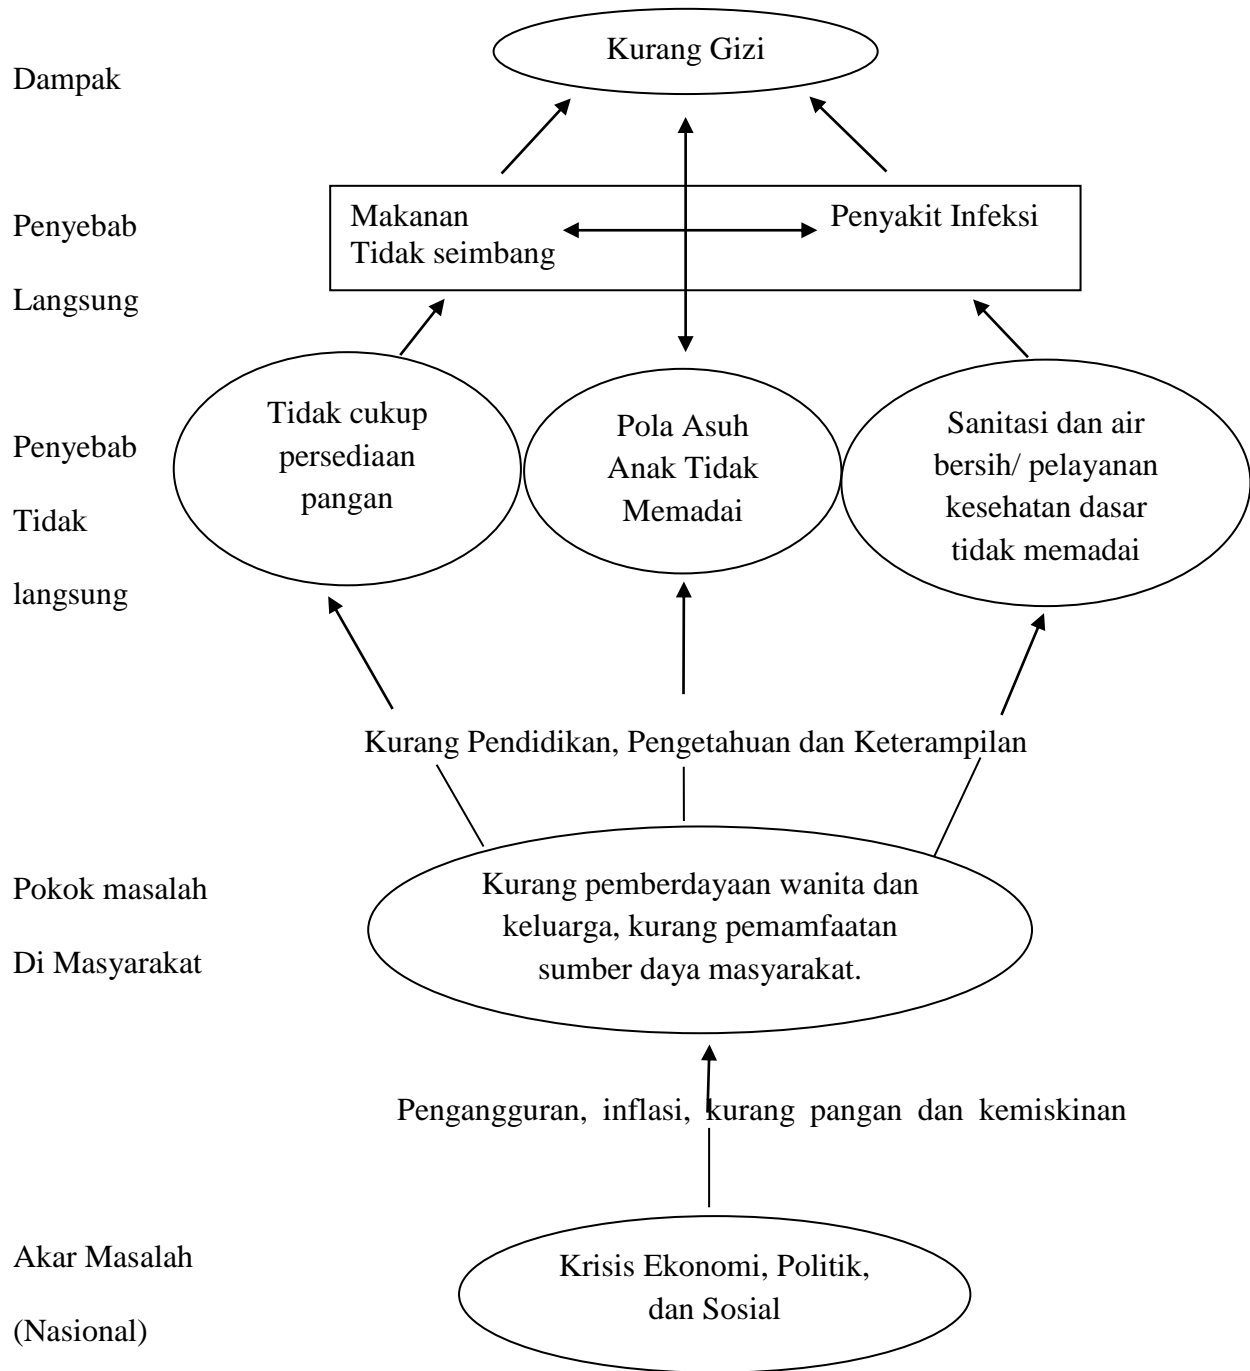 Kurang Gizi
Dampak
Makanan
Tidak seimbang
Penyakit Infeksi
Penyebab
Langsung
Tidak cukup
persediaan
pangan
Pola Asuh
Anak Tidak
Memadai
Sanitasi dan air
bersih/ pelayanan
kesehatan dasar
tidak memadai
Penyebab
Tidak
langsung
Kurang Pendidikan, Pengetahuan dan Keterampilan
Pokok masalah
Di Masyarakat
Kurang pemberdayaan wanita dan
keluarga, kurang pemamfaatan
sumber daya masyarakat.
Pengangguran, inflasi, kurang pangan dan kemiskinan
Akar Masalah
(Nasional)
Krisis Ekonomi, Politik,
dan Sosial